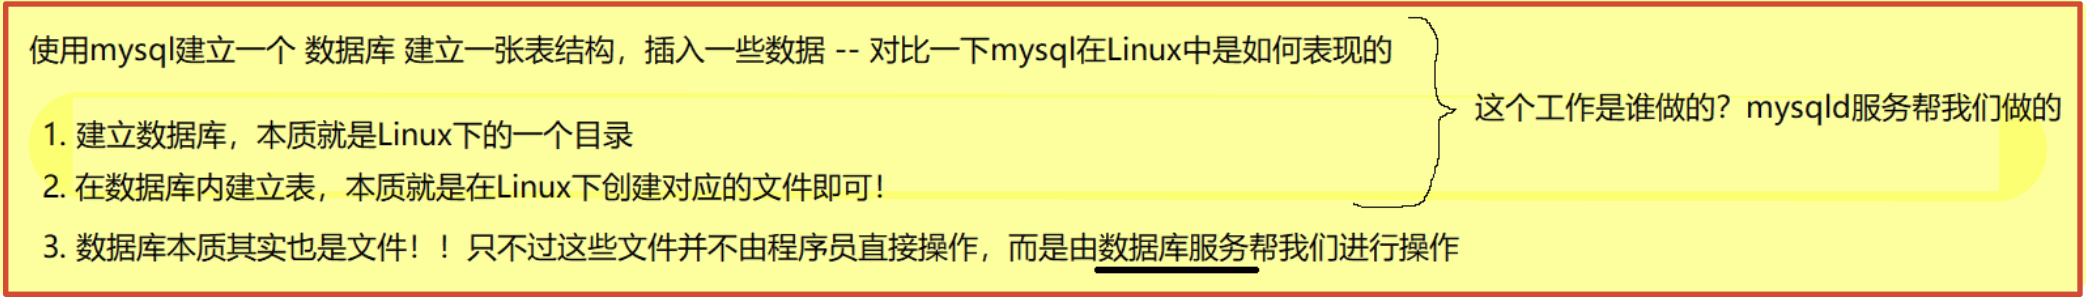 使用mysql建立一个 数据库 建立一张表结构，插入一些数据 -- 对比一下mysql在Linux中是如何表现的
这个工作是谁做的？mysqld服务帮我们做的
1. 建立数据库，本质就是Linux下的一个目录
2. 在数据库内建立表，本质就是在Linux下创建对应的文件即可！
3. 数据库本质其实也是文件！！只不过这些文件并不由程序员直接操作，而是由数据库服务帮我们进行操作